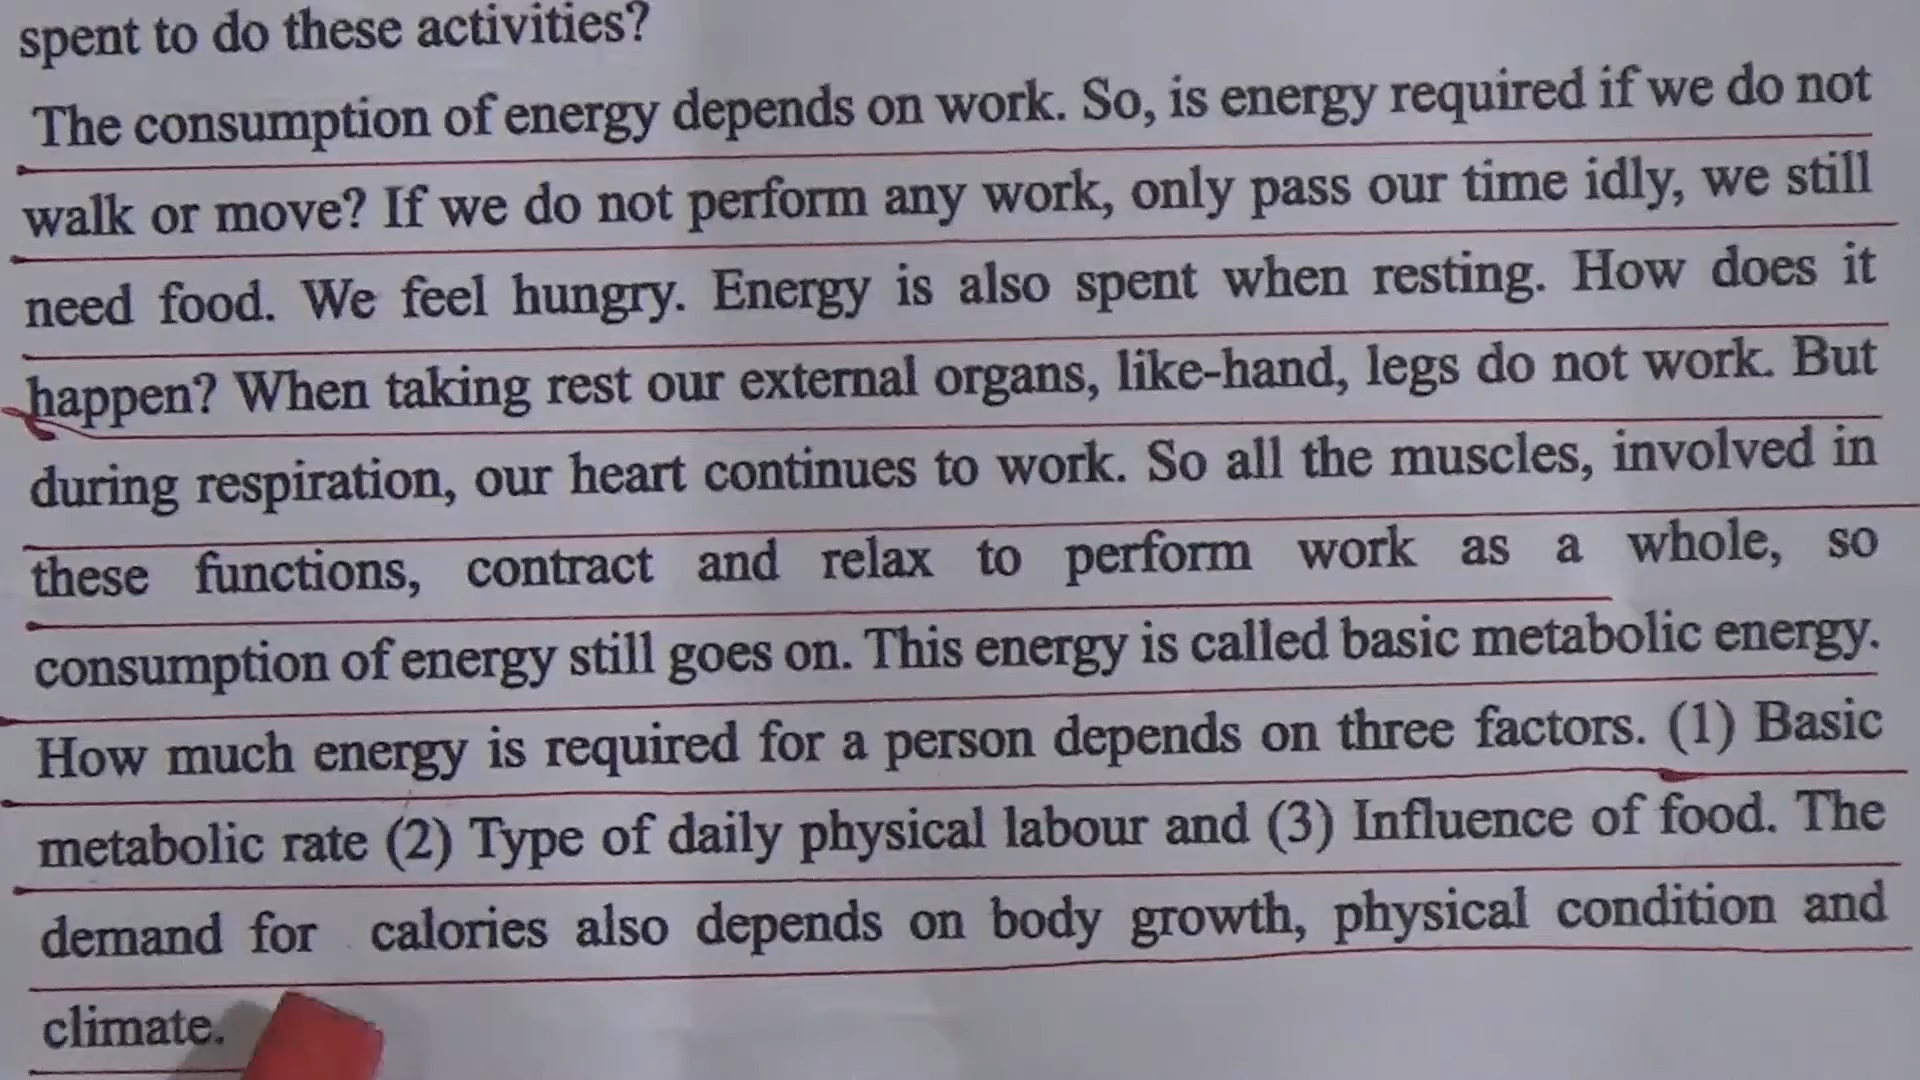 spent to do these activities?
The consumption of energy depends on work. So, is energy required if we do not
walk or move? If we do not perform any work, only pass our time idly, we still
need food. We feel hungry. Energy is also spent when resting. How does it
happen? When taking rest our external organs, like-hand, legs do not work. But
during respiration, our heart continues to work. So all the muscles, involved in
these functions, contract and relax to perform work as a whole, so
consumption of energy still goes on. This energy is called basic metabolic energy.
How much energy is required for a person depends on three factors. (1) Basic
metabolic rate (2) Type of daily physical labour and (3) Influence of food. The
demand for calories also depends on body growth, physical condition and
climate.